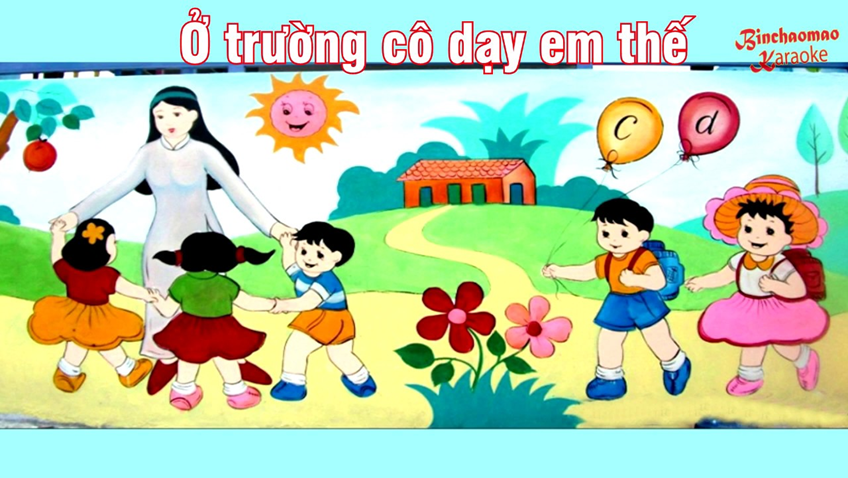 Ở trường cô dạy em thế
Binchaomao
Karaoke
c
d